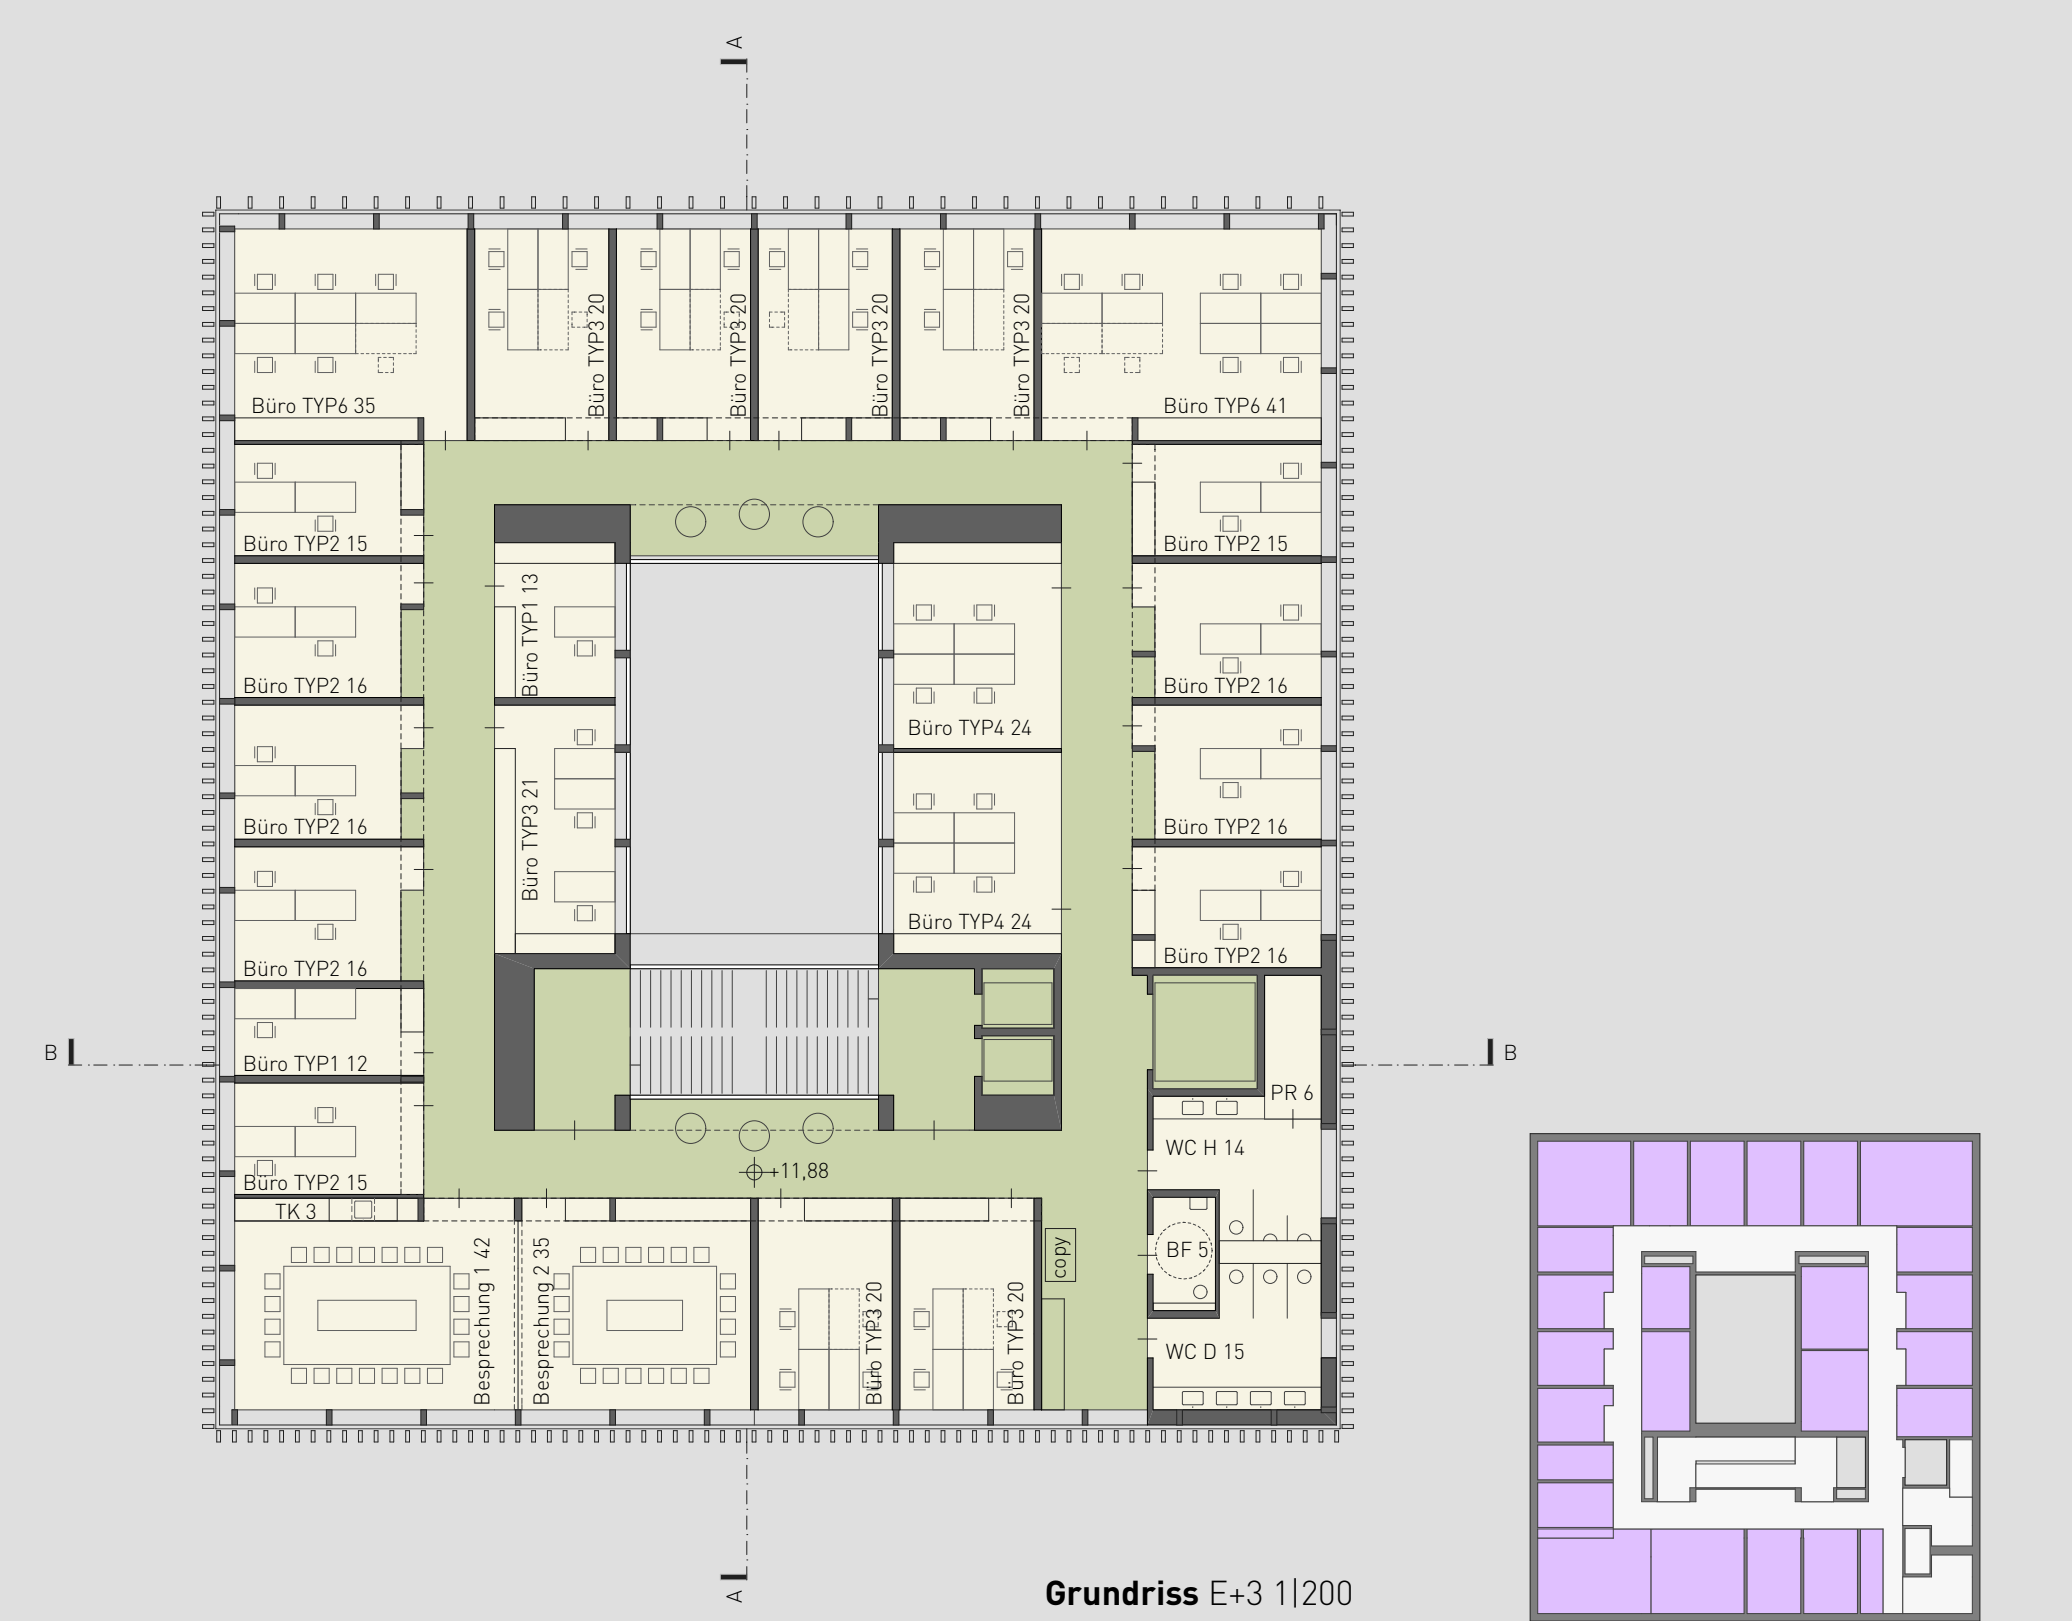 A
Büro TYP6 35
Büro TYP3 20
Büro TYP3 20
Büro TYP3 20
Büro TYP3 20
Büro TYP6 41
Büro TYP2 15
Büro TYP2 15
Büro TYP1 13
Büro TYP2 16
Büro TYP2 16
Büro TYP4 24
Büro TYP2 16
Büro TYP3 21
Büro TYP2 16
Büro TYP4 24
Büro TYP2 16
Büro TYP2 16
B
Büro TYP1 12
B
PR 6
WC H 14
+11,88
Büro TYP2 15
TK 3
Besprechung 1 42
Besprechung 2 35
Büro TYP3 20
Büro TYP3 20
copy
BF 5
WC D 15
A
Grundriss E+3 1|200